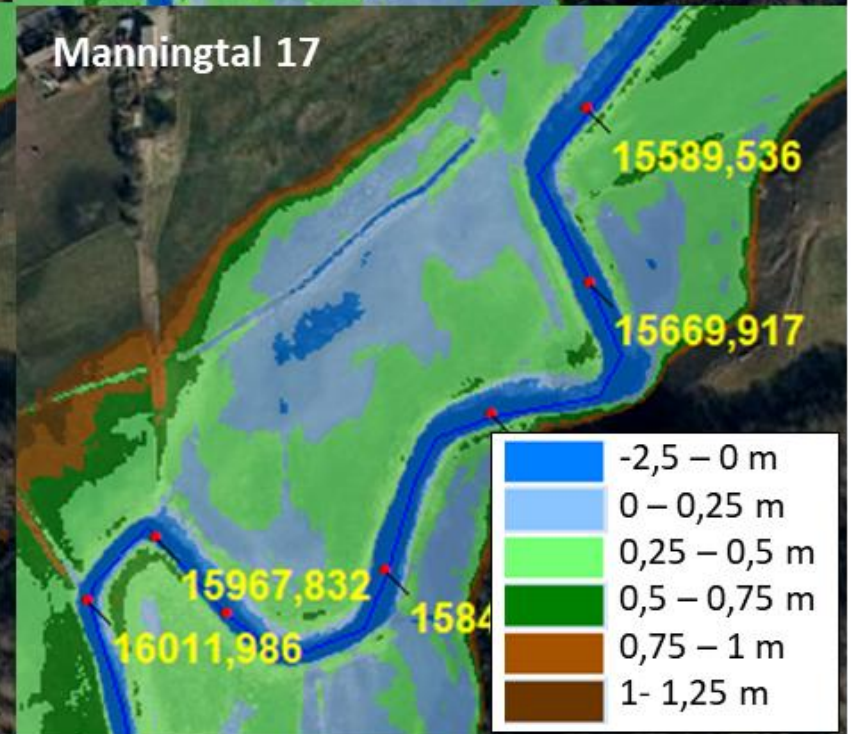 Manningtal 17
15589,536
15669,917
-2,5 – 0 m
0 – 0,25 m
0,25 – 0,5 m
0,5 – 0,75 m
0,75 – 1 m
1- 1,25 m
15967,832
1584
16011,986